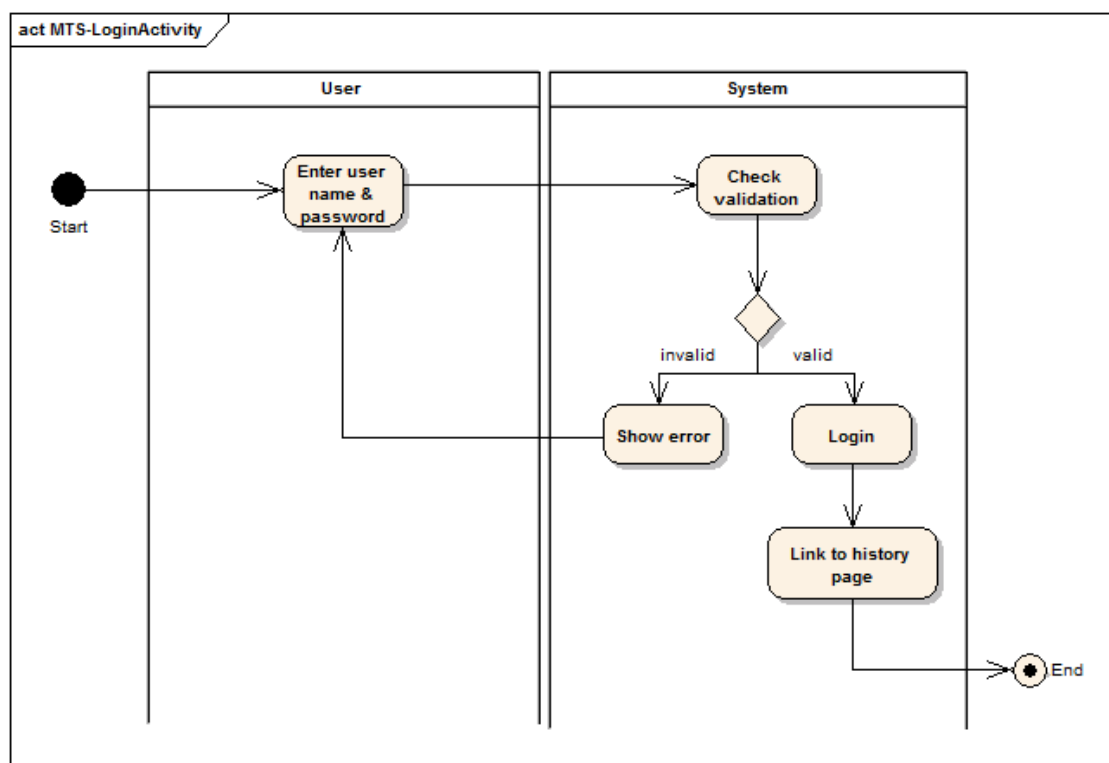 act MTS-LoginActivity
User
System
Start
Enter user
name &
password
Check
validation
invalid
valid
Show error
Login
Link to history
page
End